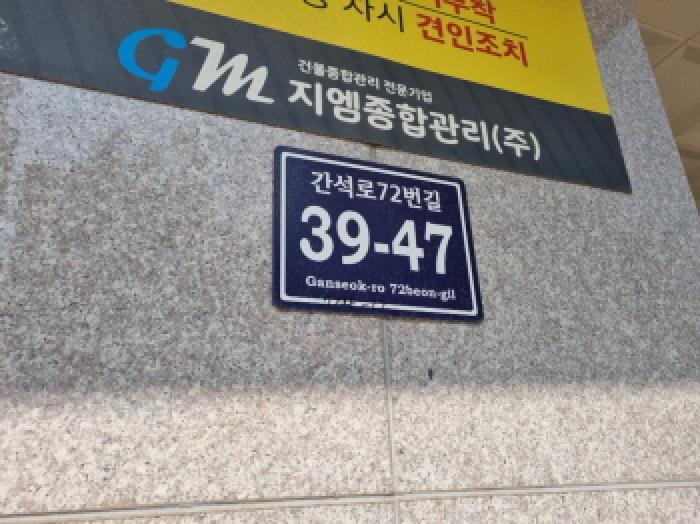 차시 견인조치
GM 건물종합관리 전문기업
지엠종합관리(주)
간석로72번길
39-47
Ganseok-ro 72beon-gil